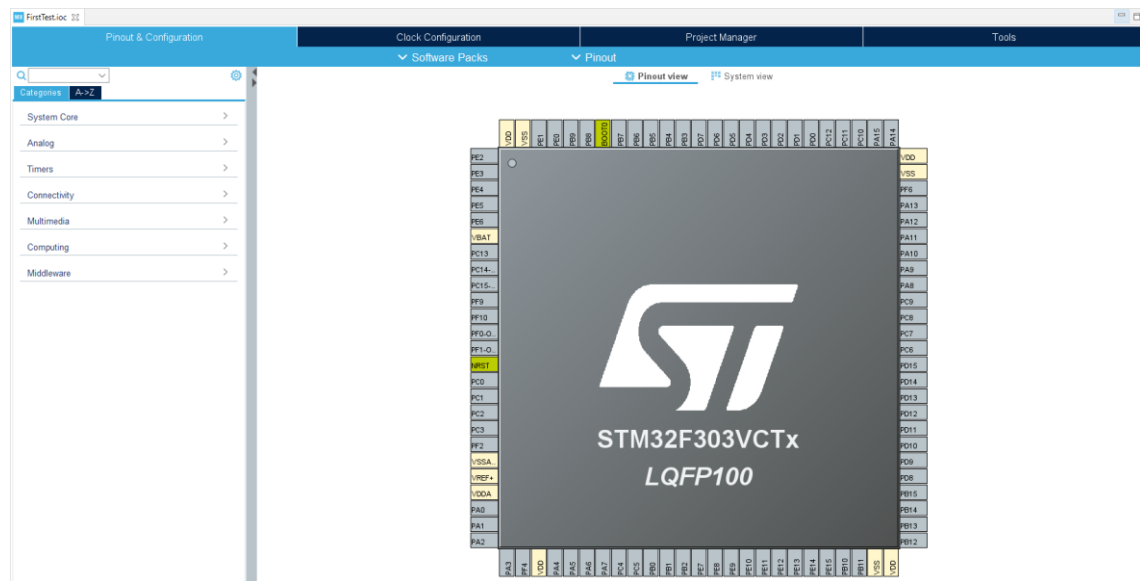 FirstTest.ioc
Pinout & Configuration
Clock Configuration
Project Manager
Tools
Software Packs
Pinout
Pinout view
System view
Categories
A->Z
System Core
Analog
Timers
Connectivity
Multimedia
Computing
Middleware
VDD
VSS
PE1
PE0
PB9
PB8
BOOT0
PB7
PB6
PB5
PB4
PB3
PD7
PD6
PD5
PD4
PD3
PD2
PD1
PD0
PC12
PC11
PC10
PA15
PA14
PE2
PE3
PE4
PE5
PE6
VBAT
PC13
PC14-..
PC15-..
PF9
PF10
PF0-O..
PF1-O..
NRST
PC0
PC1
PC2
PC3
PF2
VSSA..
VREF+
VDDA
PA0
PA1
PA2
STM32F303VCTx
LQFP100
VDD
VSS
PF6
PA13
PA12
PA11
PA10
PA9
PA8
PC9
PC8
PC7
PC6
PD15
PD14
PD13
PD12
PD11
PD10
PD9
PD8
PB15
PB14
PB13
PB12
PA3
PF4
VDD
PA4
PA5
PA6
PA7
PC4
PC5
PB0
PB1
PB2
PE7
PE8
PE9
PE10
PE11
PE12
PE13
PE14
PE15
PB10
PB11
VSS
VDD